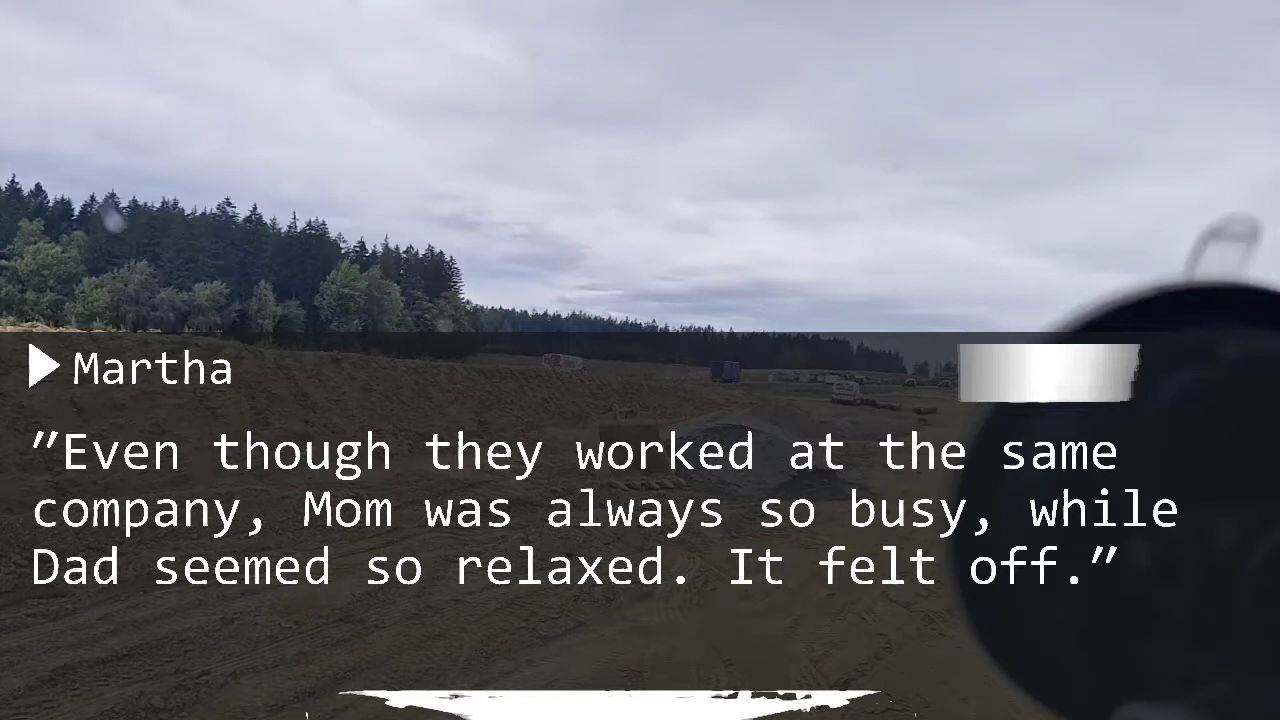 Martha
”Even though they worked at the same
company, Mom was always so busy, while
Dad seemed so relaxed. It felt off.”